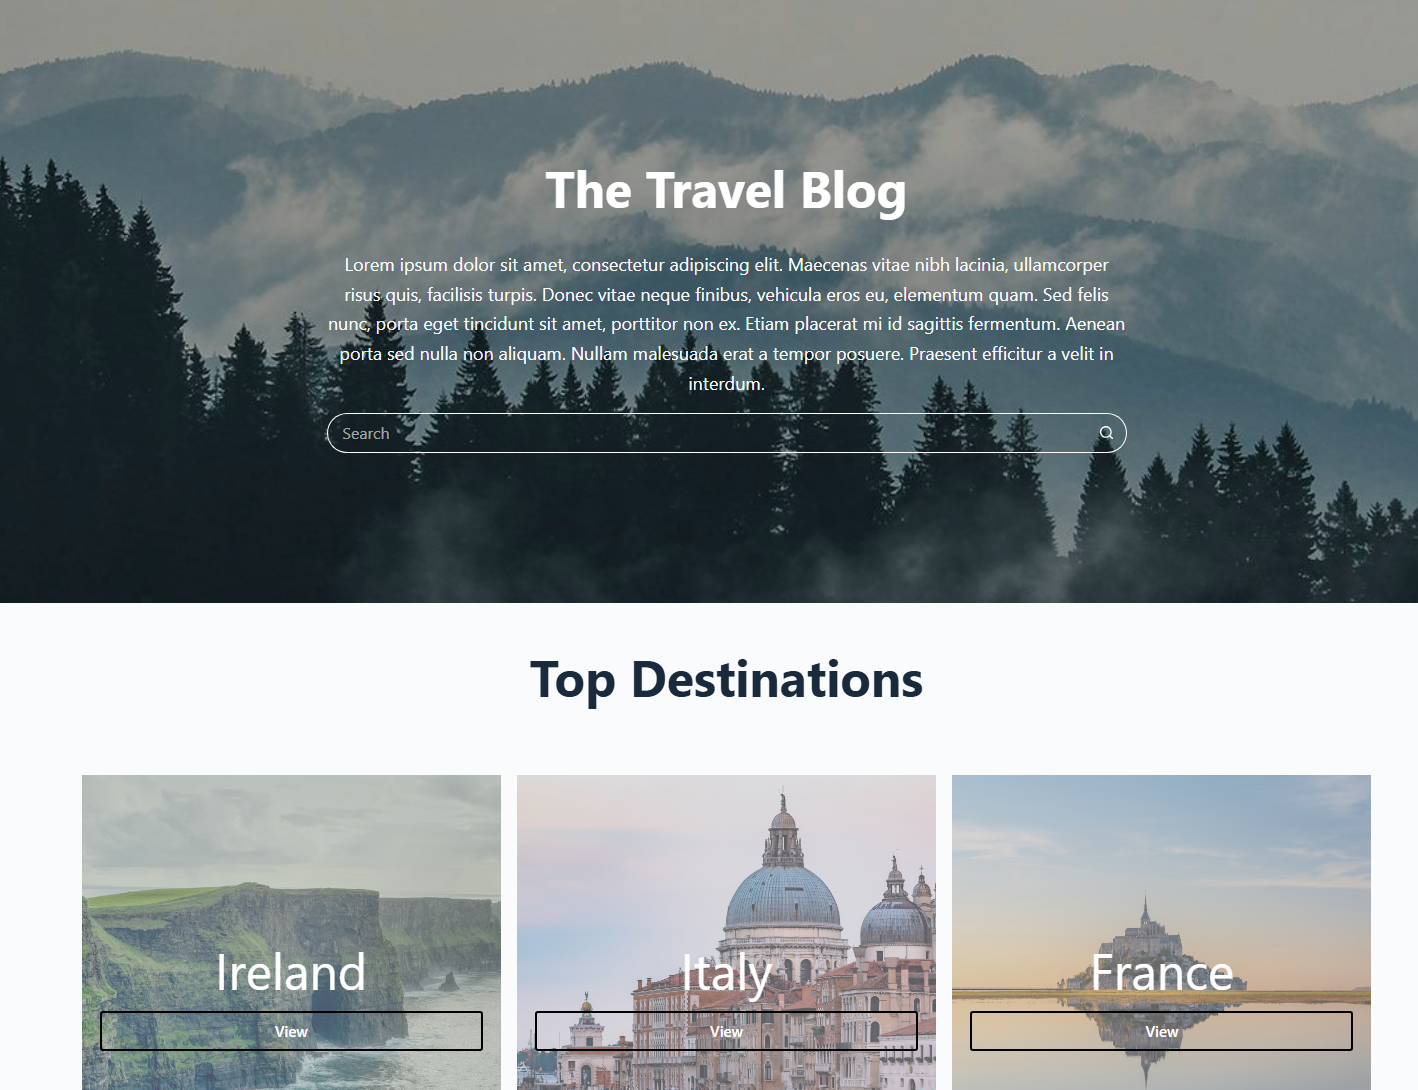 The Travel Blog
Lorem ipsum dolor sit amet, consectetur adipiscing elit. Maecenas vitae nibh lacinia, ullamcorper
risus quis, facilisis turpis. Donec vitae neque finibus, vehicula eros eu, elementum quam. Sed felis
nunc, porta eget tincidunt sit amet, porttitor non ex. Etiam placerat mi id sagittis fermentum. Aenean
porta sed nulla non aliquam. Nullam malesuada erat a tempor posuere. Praesent efficitur a velit in
interdum.
Search
Top Destinations
Ireland
View
Italy
View
France
View